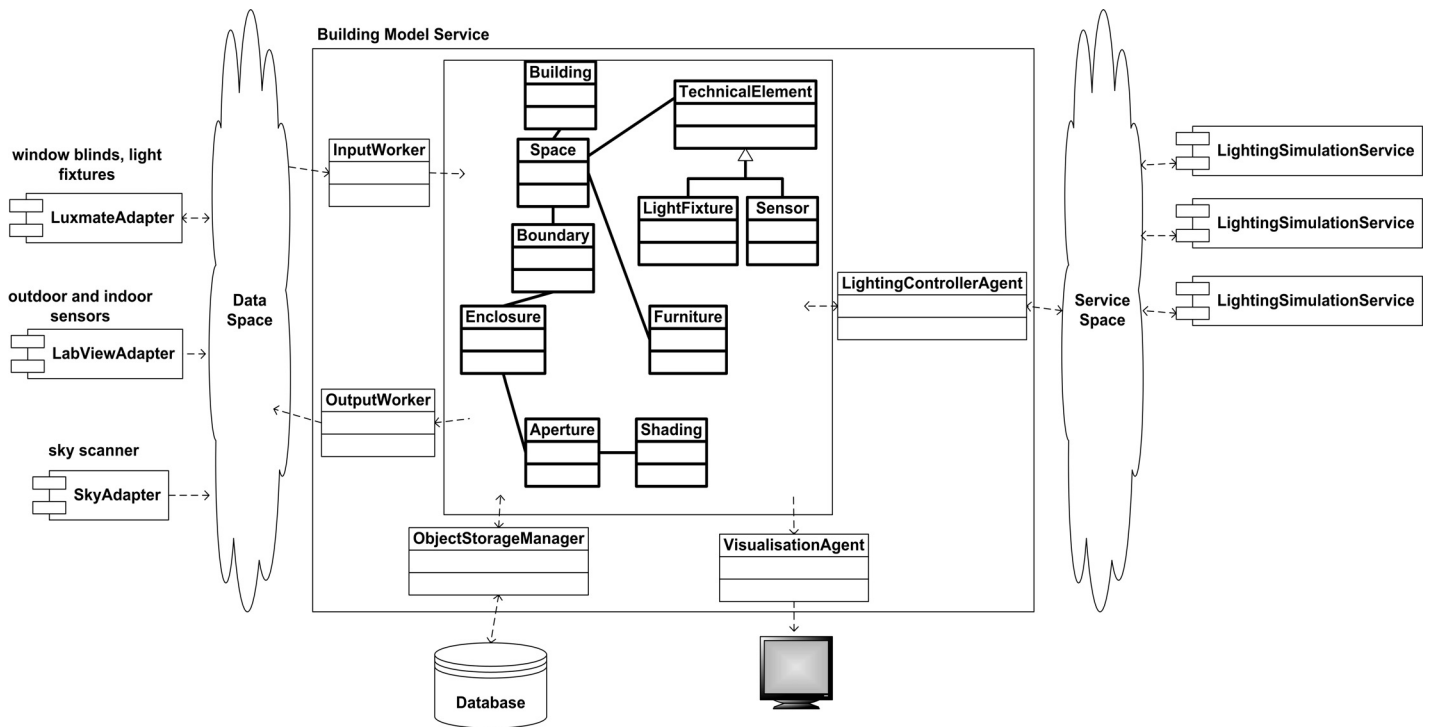 Building Model Service
window blinds, light
fixtures
LuxmateAdapter
outdoor and indoor
sensors
LabViewAdapter
sky scanner
SkyAdapter
Data
Space
InputWorker
OutputWorker
Building
Space
Boundary
Enclosure
Aperture
Shading
TechnicalElement
LightFixture
Sensor
Furniture
ObjectStorageManager
VisualisationAgent
Database
LightingControllerAgent
Service
Space
LightingSimulationService
LightingSimulationService
LightingSimulationService